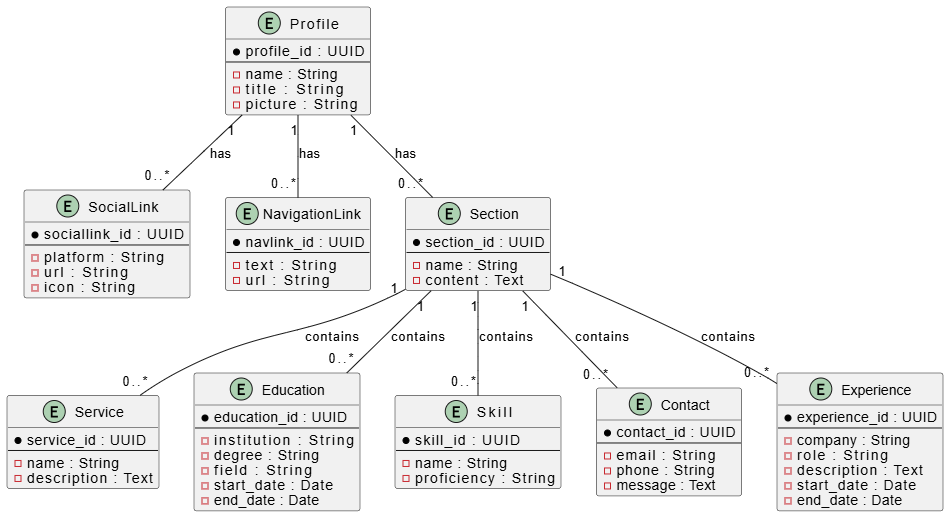 E Profile
profile_id : UUID
name : String
title : String
picture : String
1 1 1
has has has
0..* 0..* 0..*
E SocialLink
sociallink_id : UUID
platform : String
url : String
icon : String
E NavigationLink
navlink_id : UUID
text : String
url : String
E Section
section_id : UUID
name : String
content : Text
1 1 1 1 1
contains contains contains contains contains
0..* 0..* 0..* 0..* 0..*
E Service
service_id : UUID
name : String
description : Text
E Education
education_id : UUID
institution : String
degree : String
field : String
start_date : Date
end_date : Date
E Skill
skill_id : UUID
name : String
proficiency : String
E Contact
contact_id : UUID
email : String
phone : String
message : Text
E Experience
experience_id : UUID
company : String
role : String
description : Text
start_date : Date
end_date : Date